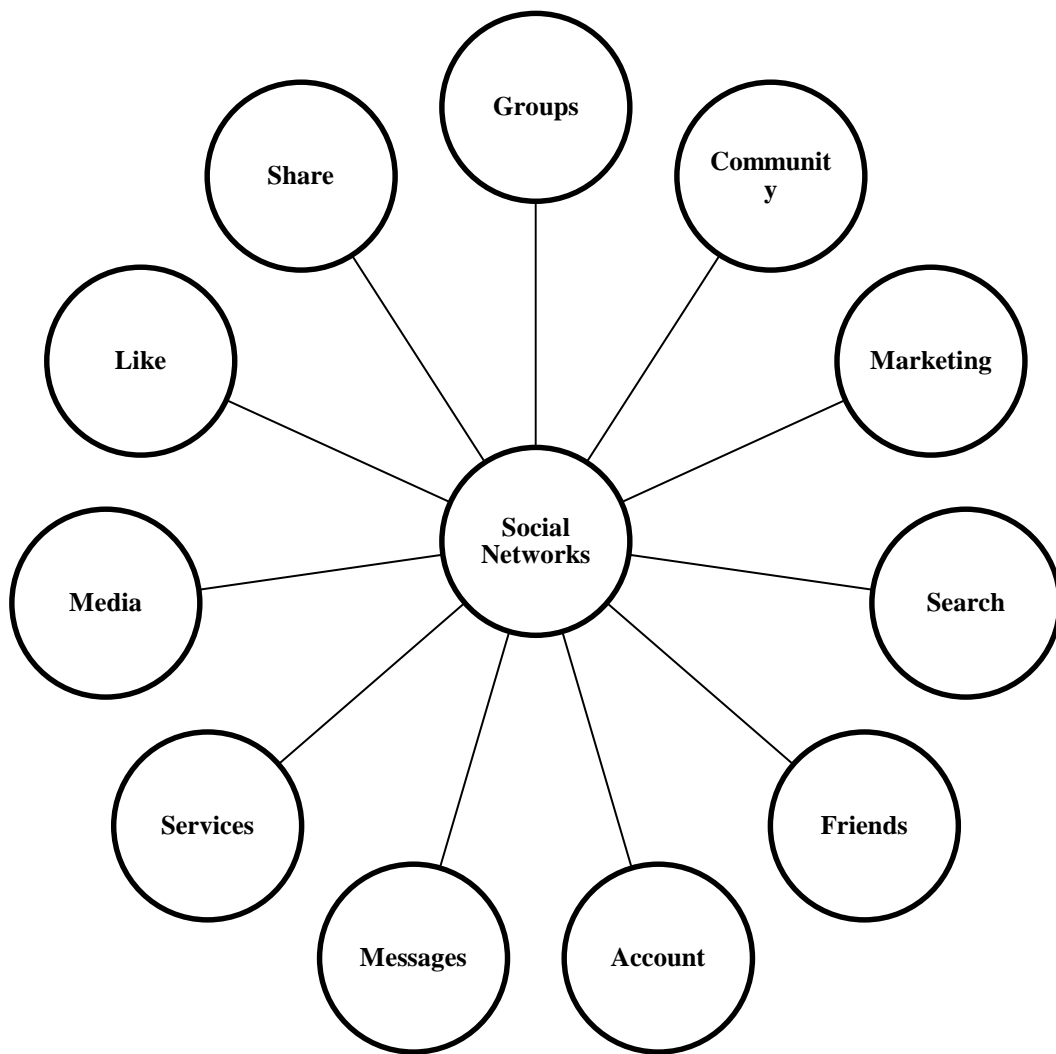 Groups
Communit
y
Share
Like
Marketing
Social
Networks
Media
Search
Services
Friends
Messages
Account